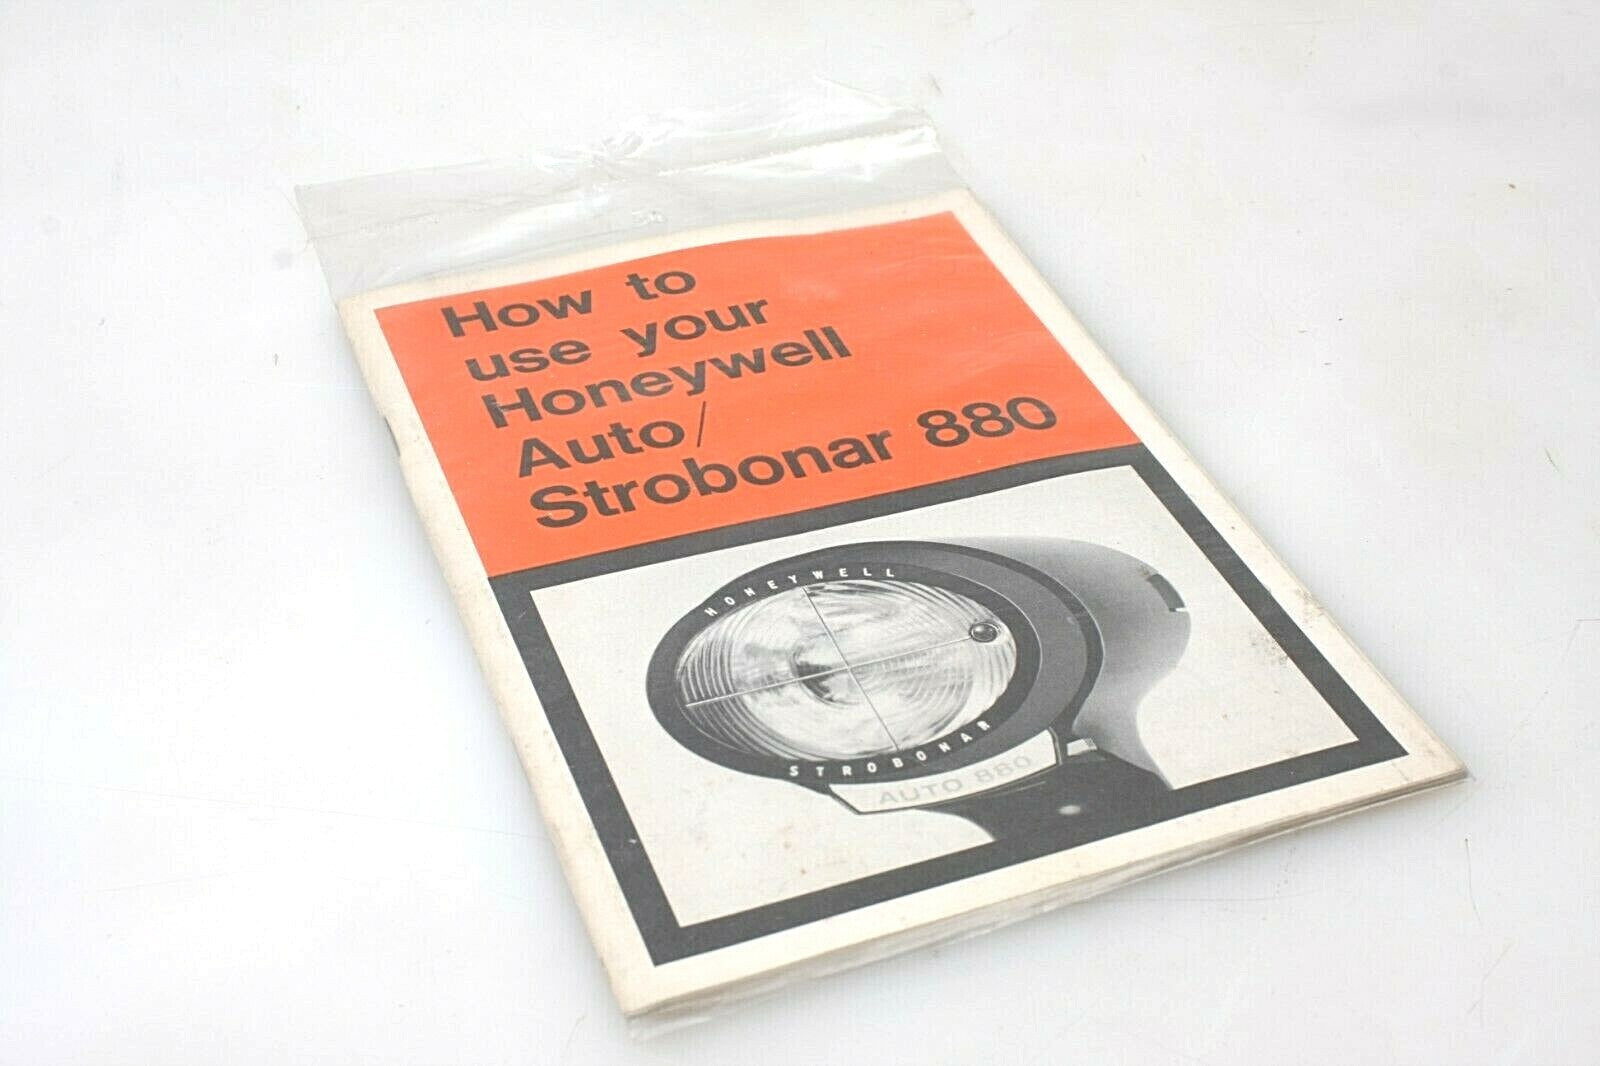 How to
use your
Honeywell
Auto/
Strobonar 880
HONEYWELL
STROBONAR
AUTO 880